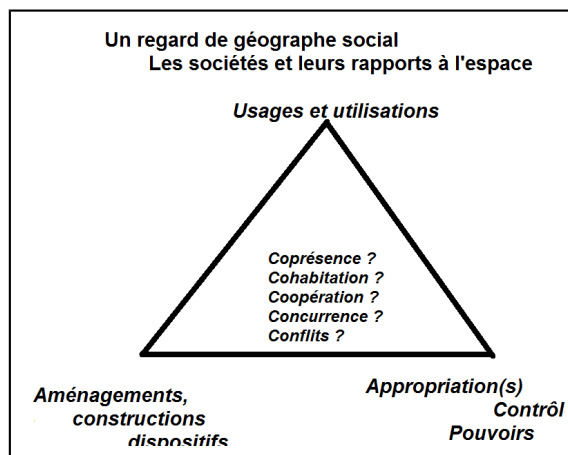 Un regard de géographe social
Les sociétés et leurs rapports à l'espace
Usages et utilisations
Coprésence ?
Cohabitation ?
Coopération ?
Concurrence ?
Conflits ?
Aménagements,
constructions
dispositifs
Appropriation(s)
Contrôl
Pouvoirs